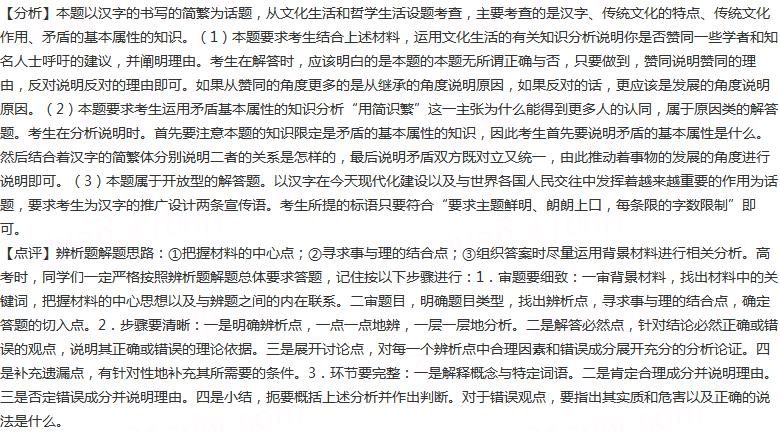 【分析】本题以汉字的书写的简繁为话题，从文化生活和哲学生活设题考查，主要考查的是汉字、传统文化的特点、传统文化
作用、矛盾的基本属性的知识。（1）本题要求考生结合上述材料，运用文化生活的有关知识分析说明你是否赞同一些学者和知
名人士呼吁的建议，并阐明理由。考生在解答时，应该明白的是本题的本题无所谓正确与否，只要做到，赞同说明赞同的理
由，反对说明反对的理由即可。如果从赞同的角度更多的是从继承的角度说明原因，如果反对的话，更应该是发展的角度说明
原因。（2）本题要求考生运用矛盾基本属性的知识分析“用简识繁”这一主张为什么能得到更多人的认同，属于原因类的解答
题。考生在分析说明时。首先要注意本题的知识限定是矛盾的基本属性的知识，因此考生首先要说明矛盾的基本属性是什么。
然后结合着汉字的简繁体分别说明二者的关系是怎样的，最后说明矛盾双方既对立又统一，由此推动着事物的发展的角度进行
说明即可。（3）本题属于开放型的解答题。以汉字在今天现代化建设以及与世界各国人民交往中发挥着越来越重要的作用为话
题，要求考生为汉字的推广设计两条宣传语。考生所提的标语只要符合“要求主题鲜明、朗朗上口，每条限的字数限制”即
可。
【点评】辨析题解题思路：①把握材料的中心点；②寻求事与理的结合点；③组织答案时尽量运用背景材料进行相关分析。高
考时，同学们一定严格按照辨析题解题总体要求答题，记住按以下步骤进行：1．审题要细致：一审背景材料，找出材料中的关
键词，把握材料的中心思想以及与辨题之间的内在联系。二审题目，明确题目类型，找出辨析点，寻求事与理的结合点，确定
答题的切入点。2．步骤要清晰：一是明确辨析点，一点一点地辨，一层一层地分析。二是解答必然点，针对结论必然正确或错
误的观点，说明其正确或错误的理论依据。三是展开讨论点，对每一个辨析点中合理因素和错误成分展开充分的分析论证。四
是补充遗漏点，有针对性地补充其所需要的条件。3．环节要完整：一是解释概念与特定词语。二是肯定合理成分并说明理由。
三是否定错误成分并说明理由。四是小结，扼要概括上述分析并作出判断。对于错误观点，要指出其实质和危害以及正确的说
法是什么。